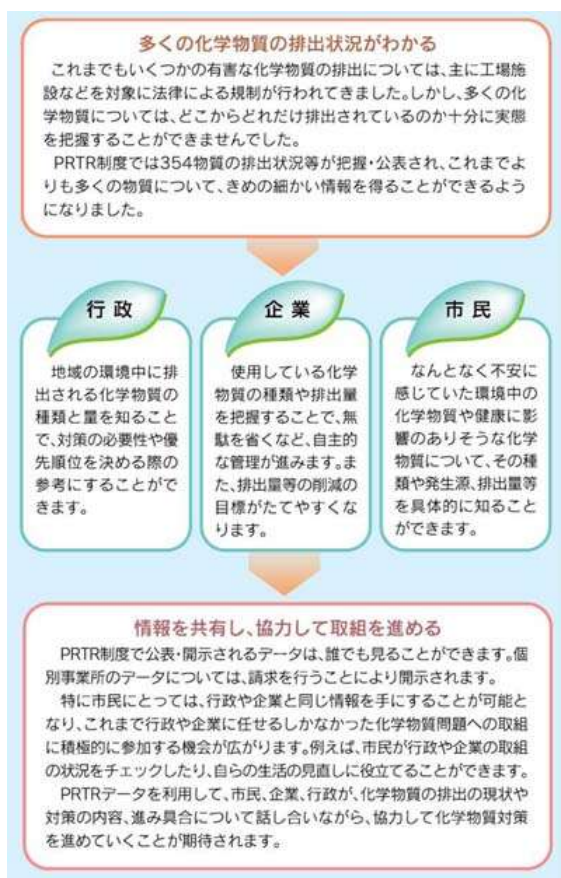 多くの化学物質の排出状況がわかる
これまでもいくつかの有害な化学物質の排出については、主に工場施
設などを対象に法律による規制が行われてきました。しかし、多くの化
学物質については、どこからどれだけ排出されているのか十分に実態
を把握することができませんでした。
PRTR制度では354物質の排出状況等が把握・公表され、これまでよ
りも多くの物質について、きめの細かい情報を得ることができるよう
になりました。
行政
地域の環境中に排
出される化学物質の
種類と量を知ること
で、対策の必要性や優
先順位を決める際の
参考にすることがで
きます。
企業
使用している化学
物質の種類や排出量
を把握することで、無
駄を省くなど、自主的
な管理が進みます。ま
た、排出量等の削減の
目標がたてやすくな
ります。
市民
なんとなく不安に
感じていた環境中の
化学物質や健康に影
響のありそうな化学
物質について、その種
類や発生源、排出量等
を具体的に知ること
ができます。
情報を共有し、協力して取組を進める
PRTR制度で公表・開示されるデータは、誰でも見ることができます。個
別事業所のデータについては、請求を行うことにより開示されます。
特に市民にとっては、行政や企業と同じ情報を手にすることが可能と
なり、これまで行政や企業に任せるしかなかった化学物質問題への取組
に積極的に参加する機会が広がります。例えば、市民が行政や企業の取組
の状況をチェックしたり、自らの生活の見直しに役立てることができます。
PRTRデータを利用して、市民、企業、行政が、化学物質の排出の現状や
対策の内容、進み具合について話し合いながら、協力して化学物質対策
を進めていくことが期待されます。